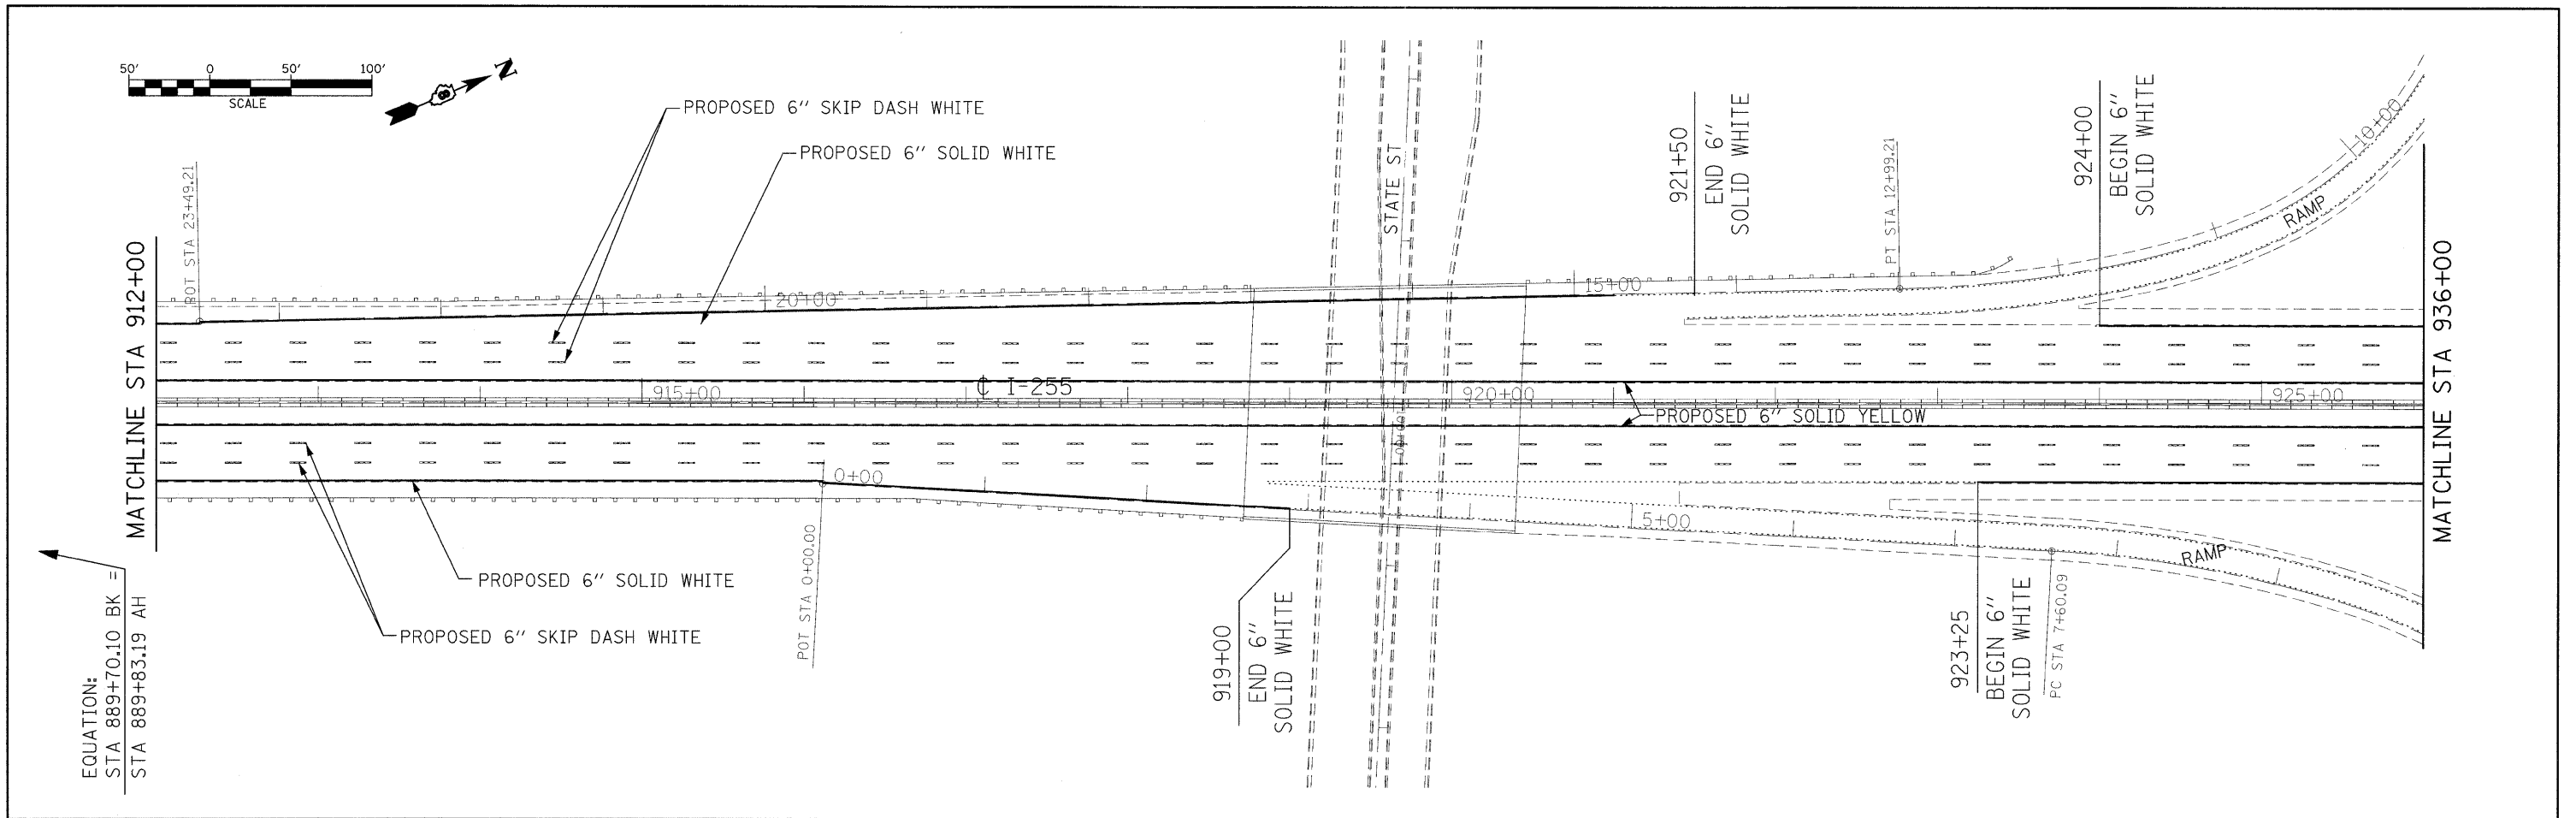 50' 0 50' 100'
SCALE
N
PROPOSED 6" SKIP DASH WHITE
PROPOSED 6" SOLID WHITE
STATE ST
921+50
END 6"
SOLID WHITE
PT STA 12+99.21
924+00
BEGIN 6"
SOLID WHITE
10+00
RAMP
MATCHLINE STA 912+00
POT STA 23+49.21
20+00
15+00
MATCHLINE STA 936+00
915+00
℄ I-255
920+00
925+00
PROPOSED 6" SOLID YELLOW
100+00
0+00
5+00
RAMP
PROPOSED 6" SOLID WHITE
PROPOSED 6" SKIP DASH WHITE
POT STA 0+00.00
919+00
END 6"
SOLID WHITE
923+25
BEGIN 6"
SOLID WHITE
PC STA 7+60.09
EQUATION:
STA 889+70.10 BK =
STA 889+83.19 AH